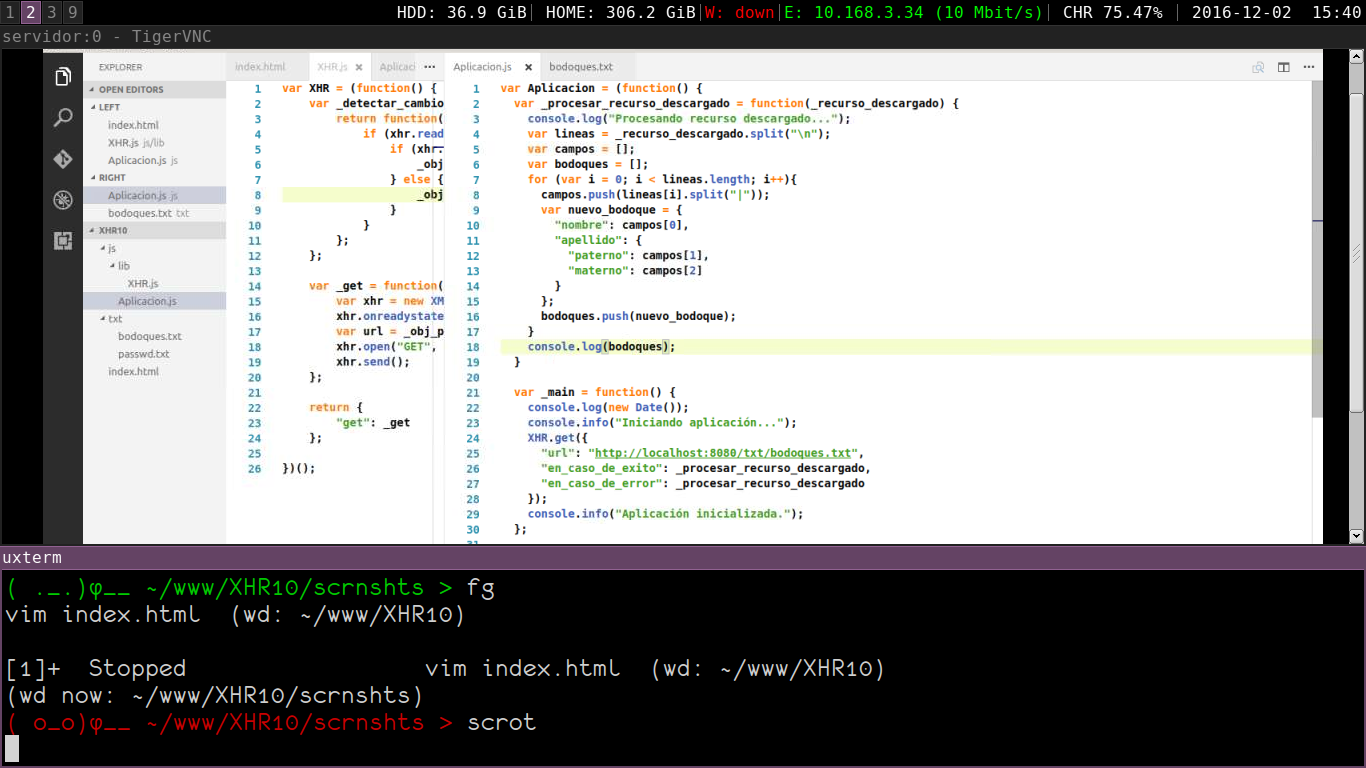 1 2 3 9 HDD: 36.9 GiB| HOME: 306.2 GiB|W: down|E: 10.168.3.34 (10 Mbit/s)| CHR 75.47% | 2016-12-02 15:40
servidor:0 - TigerVNC
EXPLORER
OPEN EDITORS
LEFT
index.html
XHR.js js/lib
Aplicacion.js js
RIGHT
Aplicacion.js js
bodoques.txt txt
XHR10
js
lib
XHR.js
Aplicacion.js
txt
bodoques.txt
passwd.txt
index.html
index.html XHR.js × Aplicaci ···
1 var XHR = (function() {
2 var _detectar_cambio
3 return function(
4 if (xhr.read
5 if (xhr.
6 _obj
7 } else {
8 _obj
9 }
10 }
11 };
12 };
13
14 var _get = function(
15 var xhr = new XM
16 xhr.onreadystate
17 var url = _obj_p
18 xhr.open("GET",
19 xhr.send();
20 };
21
22 return {
23 "get": _get
24 };
25
26 })();
Aplicacion.js × bodoques.txt ···
1 var Aplicacion = (function() {
2 var _procesar_recurso_descargado = function(_recurso_descargado) {
3 console.log("Procesando recurso descargado...");
4 var lineas = _recurso_descargado.split("\n");
5 var campos = [];
6 var bodoques = [];
7 for (var i = 0; i < lineas.length; i++){
8 campos.push(lineas[i].split("|"));
9 var nuevo_bodoque = {
10 "nombre": campos[0],
11 "apellido": {
12 "paterno": campos[1],
13 "materno": campos[2]
14 }
15 };
16 bodoques.push(nuevo_bodoque);
17 }
18 console.log(bodoques);
19 }
20
21 var _main = function() {
22 console.log(new Date());
23 console.info("Iniciando aplicación...");
24 XHR.get({
25 "url": "http://localhost:8080/txt/bodoques.txt",
26 "en_caso_de_exito": _procesar_recurso_descargado,
27 "en_caso_de_error": _procesar_recurso_descargado
28 });
29 console.info("Aplicación inicializada.");
30 };
uxterm
( ._.)φ__ ~/www/XHR10/scrnshts > fg
vim index.html (wd: ~/www/XHR10)
[1]+ Stopped vim index.html (wd: ~/www/XHR10)
(wd now: ~/www/XHR10/scrnshts)
( o_o)φ__ ~/www/XHR10/scrnshts > scrot